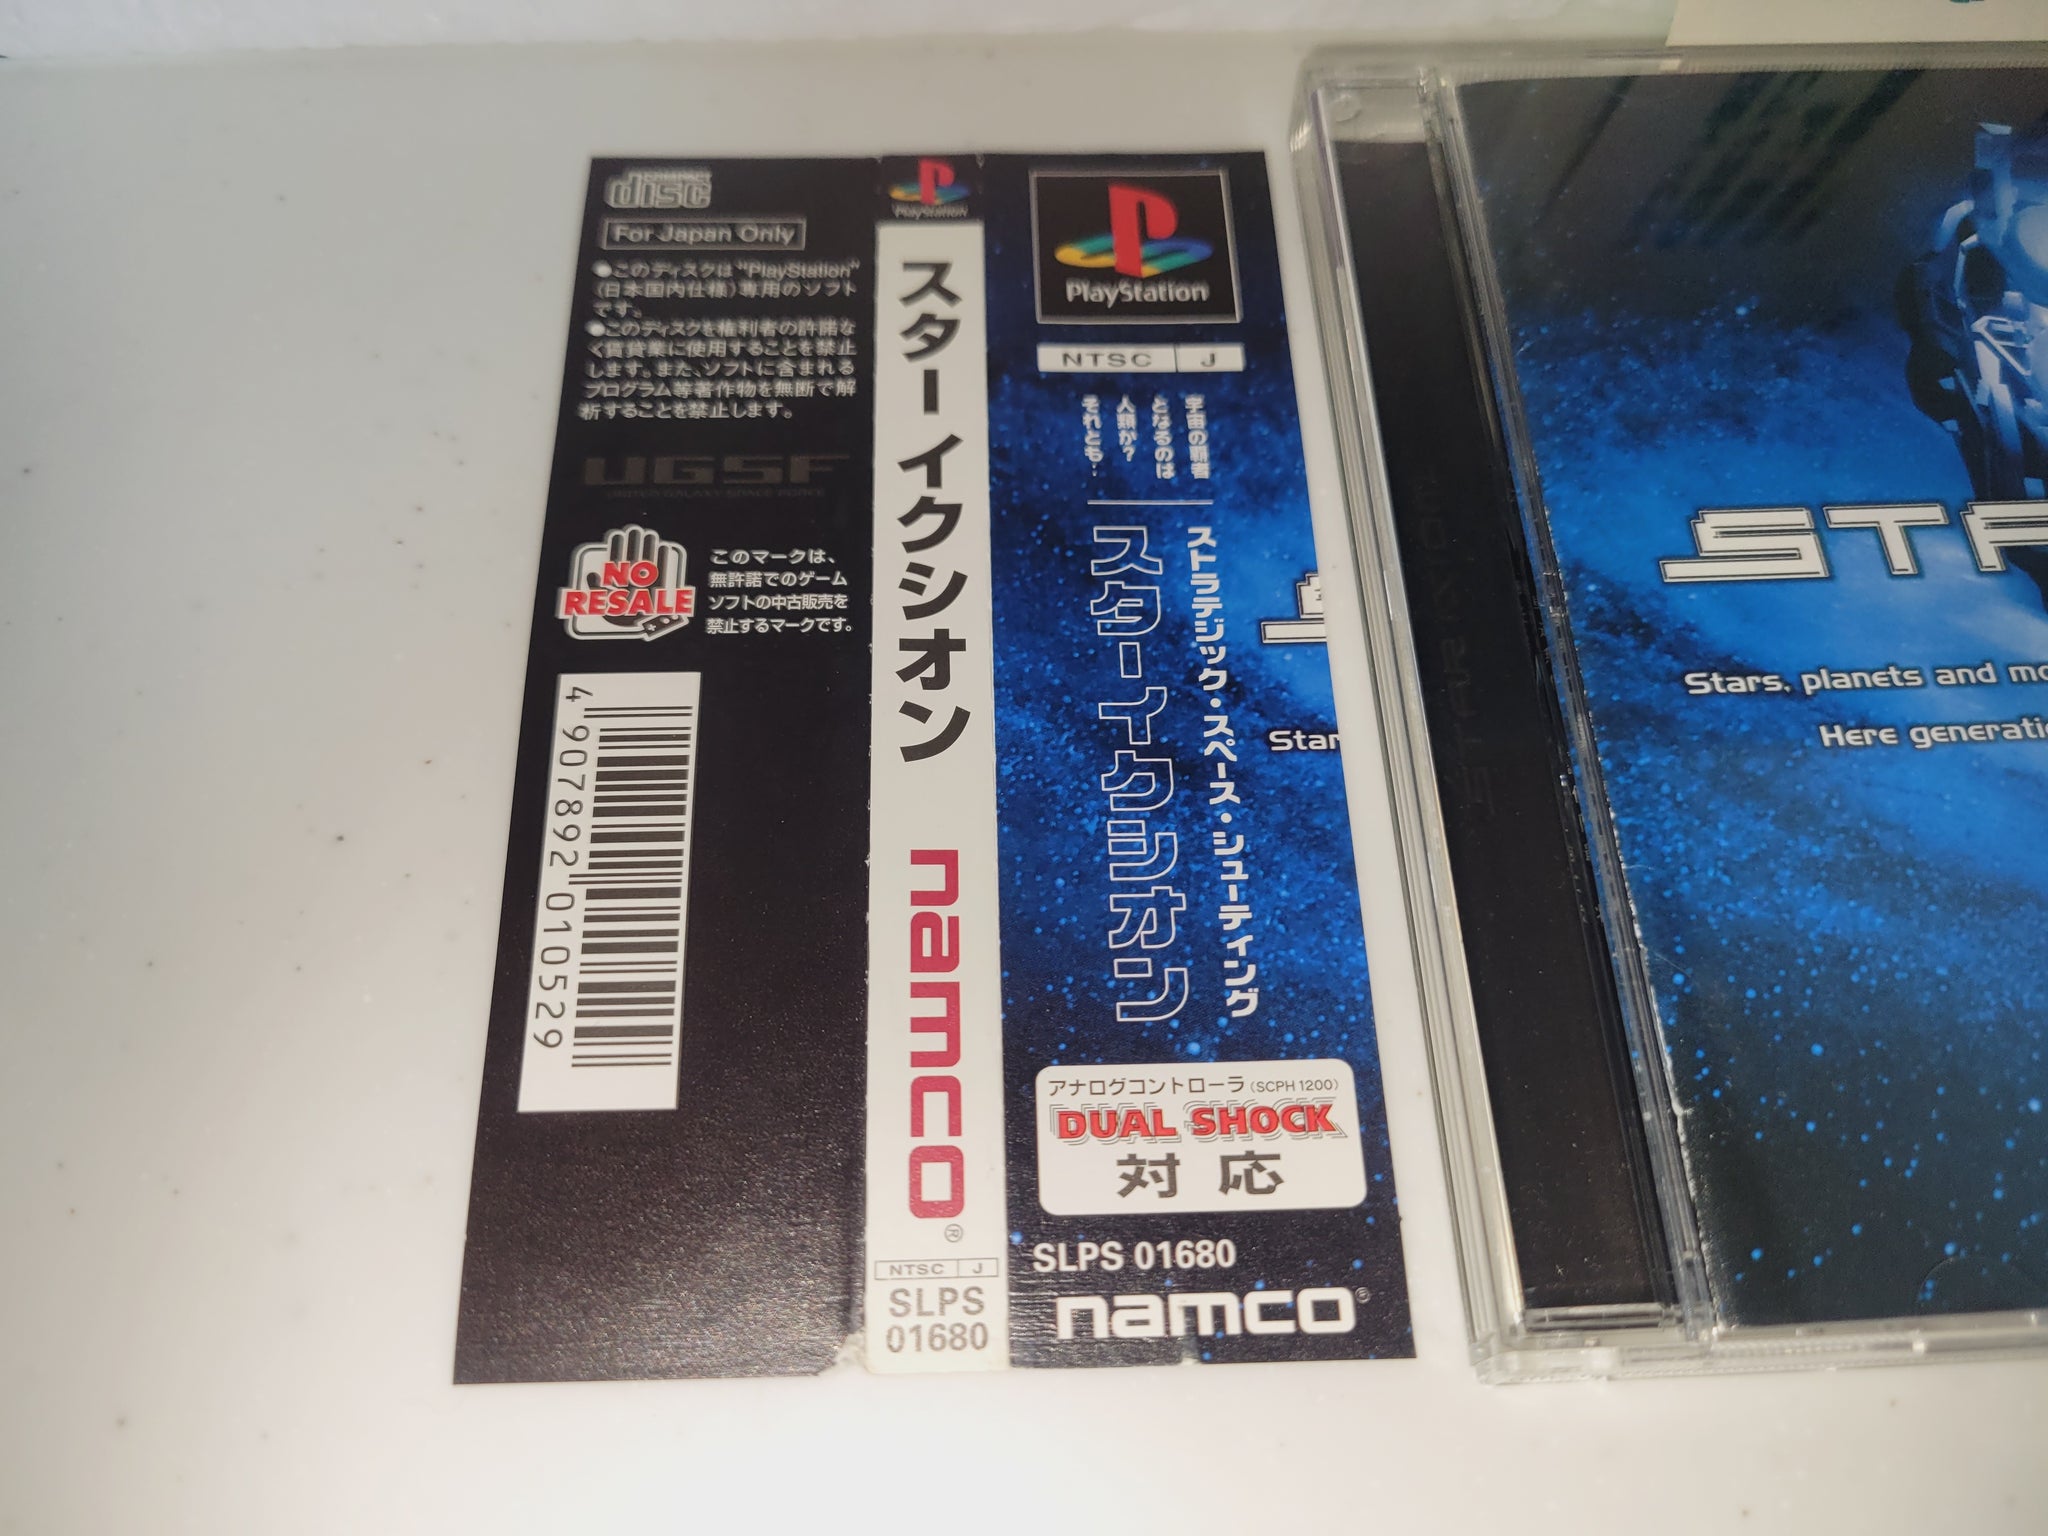 COMPACT
disc
For Japan Only
●このディスクは"PlayStation"
(日本国内仕様)専用のソフト
です。
●このディスクを権利者の許諾な
く賃貸業に使用することを禁止
します。また、ソフトに含まれる
プログラム等著作物を無断で解
析することを禁止します。
UGSF
UNITED GALAXY SPACE FORCE
NO
RESALE
このマークは、
無許諾でのゲーム
ソフトの中古販売を
禁止するマークです。
4 907892 010529
PlayStation
スター イクシオン
namco®
NTSC J
SLPS
01680
PlayStation
NTSC J
宇宙の覇者
となるのは
人類か?
それとも…
ストラテジック・スペース・シューティング
スターイクシオン
Star
アナログコントローラ(SCPH 1200)
DUAL SHOCK
対応
SLPS 01680
namco®
STA
Stars, planets and mo
Here generatio